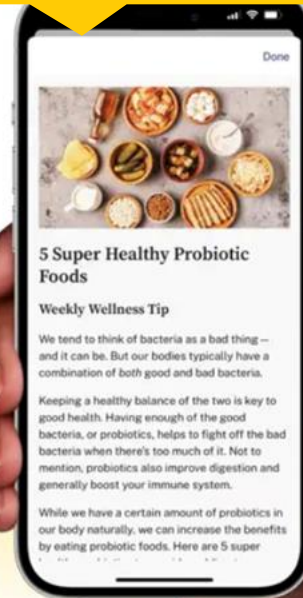 Done
5 Super Healthy Probiotic
Foods
Weekly Wellness Tip
We tend to think of bacteria as a bad thing —
and it can be. But our bodies typically have a
combination of both good and bad bacteria.
Keeping a healthy balance of the two is key to
good health. Having enough of the good
bacteria, or probiotics, helps to fight off the bad
bacteria when there's too much of it. Not to
mention, probiotics also improve digestion and
generally boost your immune system.
While we have a certain amount of probiotics in
our body naturally, we can increase the benefits
by eating probiotic foods. Here are 5 super